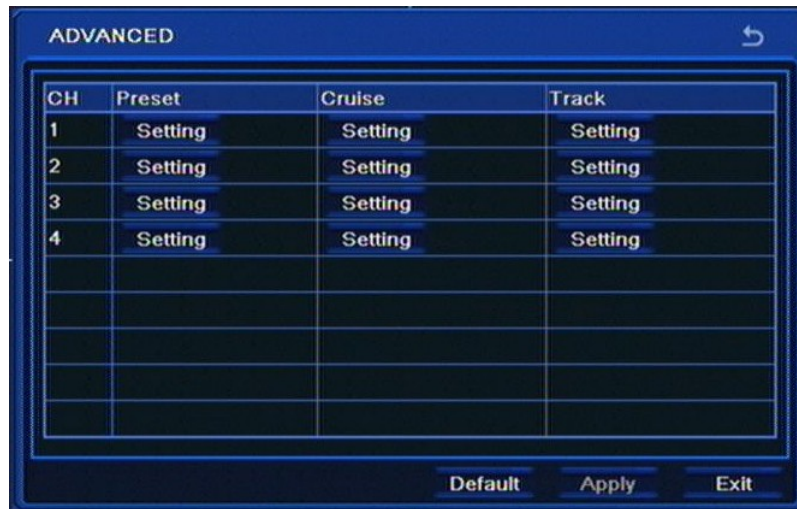 ADVANCED
CH Preset Cruise Track
1 Setting Setting Setting
2 Setting Setting Setting
3 Setting Setting Setting
4 Setting Setting Setting
Default Apply Exit